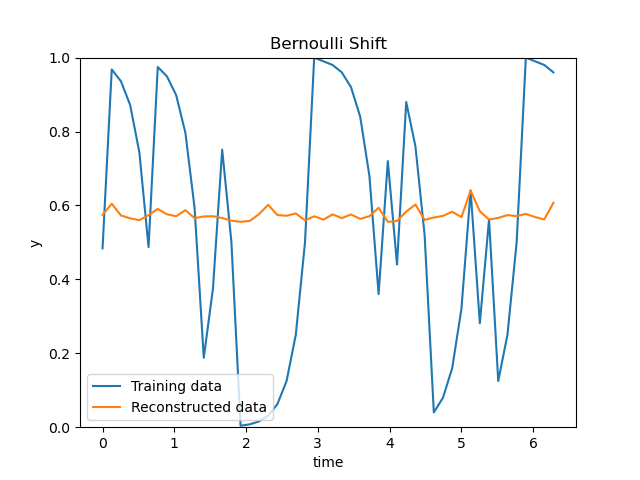 Bernoulli Shift
y
1.0
0.8
0.6
0.4
0.2
0.0
Training data
Reconstructed data
0 1 2 3 4 5 6
time